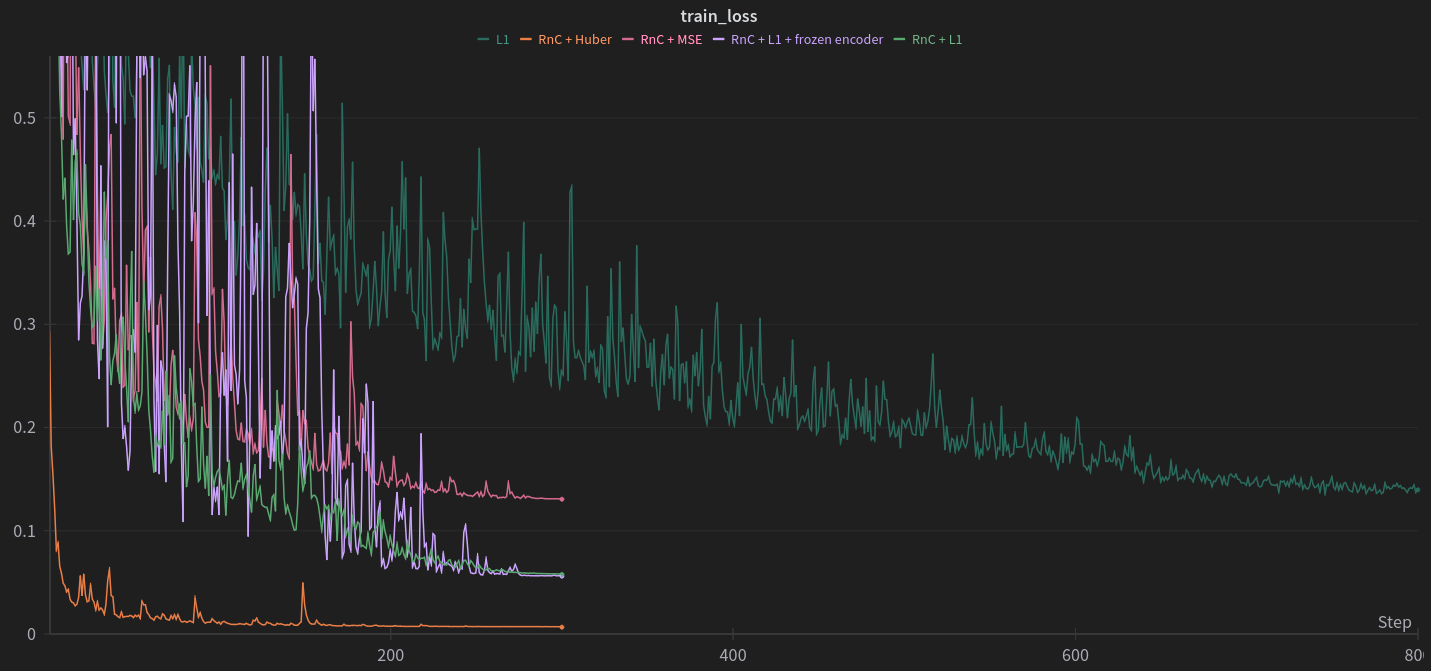 train_loss
L1 RnC + Huber RnC + MSE RnC + L1 + frozen encoder RnC + L1
0.5
0.4
0.3
0.2
0.1
0
Step
200 400 600